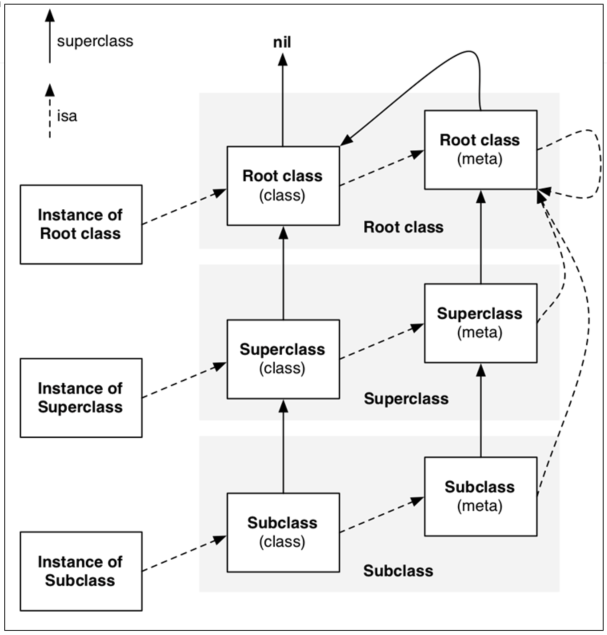 superclass
nil
isa
Root class
(meta)
Root class
(class)
Instance of
Root class
Root class
Superclass
(meta)
Superclass
(class)
Instance of
Superclass
Superclass
Subclass
(meta)
Subclass
(class)
Instance of
Subclass
Subclass